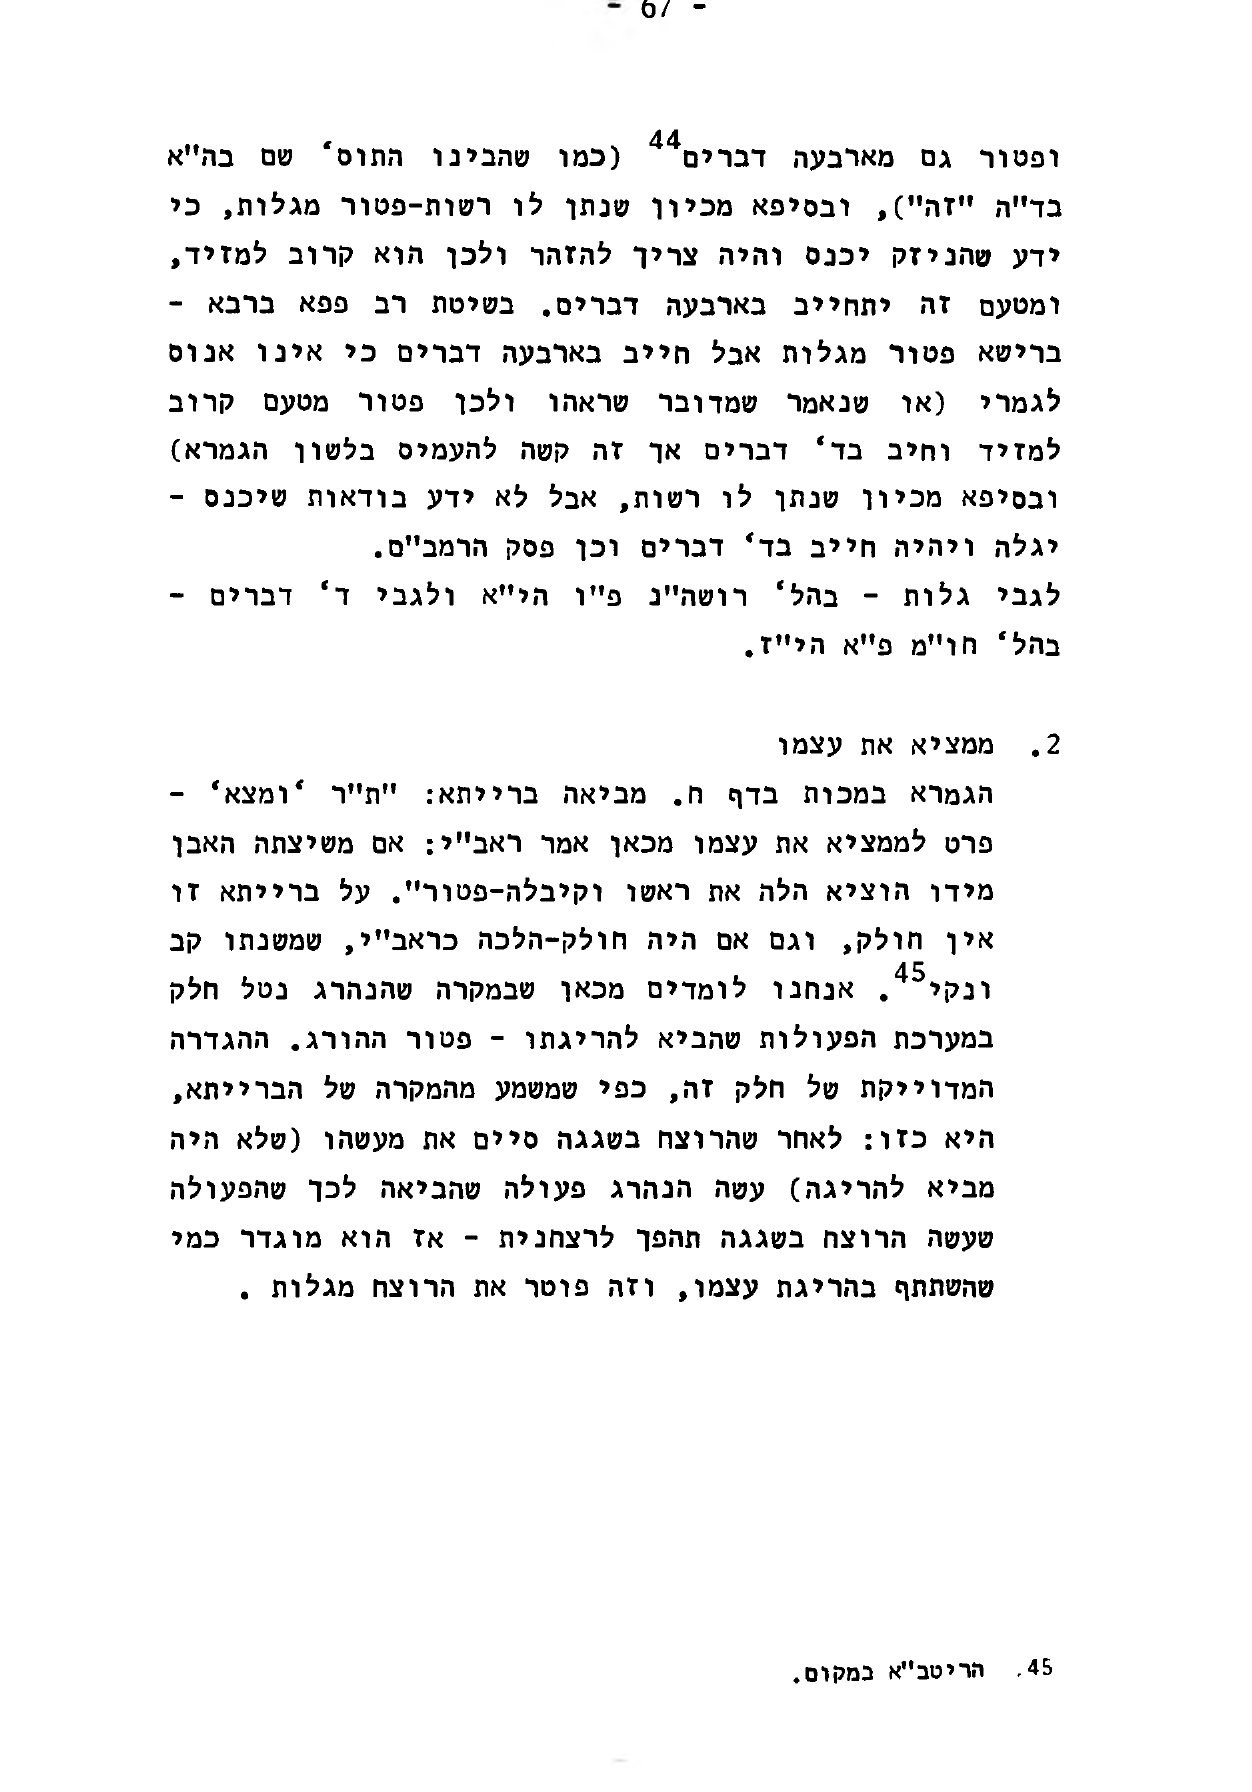 - 67 -
ופטור גם מארבעה דברים44 (כמו שהבינו התוס' שם בה"א
בד"ה "זה"), ובסיפא מכיון שנתן לו רשות-פטור מגלות, כי
ידע שהניזק יכנס והיה צריך להזהר ולכן הוא קרוב למזיד,
ומטעם זה יתחייב בארבעה דברים. בשיטת רב פפא ברבא -
ברישא פטור מגלות אבל חייב בארבעה דברים כי אינו אנוס
לגמרי (או שנאמר שמדובר שראהו ולכן פטור מטעם קרוב
למזיד וחיב בד' דברים אך זה קשה להעמיס בלשון הגמרא)
ובסיפא מכיון שנתן לו רשות, אבל לא ידע בודאות שיכנס -
יגלה ויהיה חייב בד' דברים וכן פסק הרמב"ם.
לגבי גלות - בהל' רושה"נ פ"ו הי"א ולגבי ד' דברים -
בהל' חו"מ פ"א הי"ז.
2. ממציא את עצמו
הגמרא במכות בדף ח. מביאה ברייתא: "ת"ר 'ומצא' -
פרט לממציא את עצמו מכאן אמר ראב"י: אם משיצתה האבן
מידו הוציא הלה את ראשו וקיבלה-פטור". על ברייתא זו
אין חולק, וגם אם היה חולק-הלכה כראב"י, שמשנתו קב
ונקי45. אנחנו לומדים מכאן שבמקרה שהנהרג נטל חלק
במערכת הפעולות שהביא להריגתו - פטור ההורג. ההגדרה
המדוייקת של חלק זה, כפי שמשמע מהמקרה של הברייתא,
היא כזו: לאחר שהרוצח בשגגה סיים את מעשהו (שלא היה
מביא להריגה) עשה הנהרג פעולה שהביאה לכך שהפעולה
שעשה הרוצח בשגגה תהפך לרצחנית - אז הוא מוגדר כמי
שהשתתף בהריגת עצמו, וזה פוטר את הרוצח מגלות .
45. הריטב"א במקום.